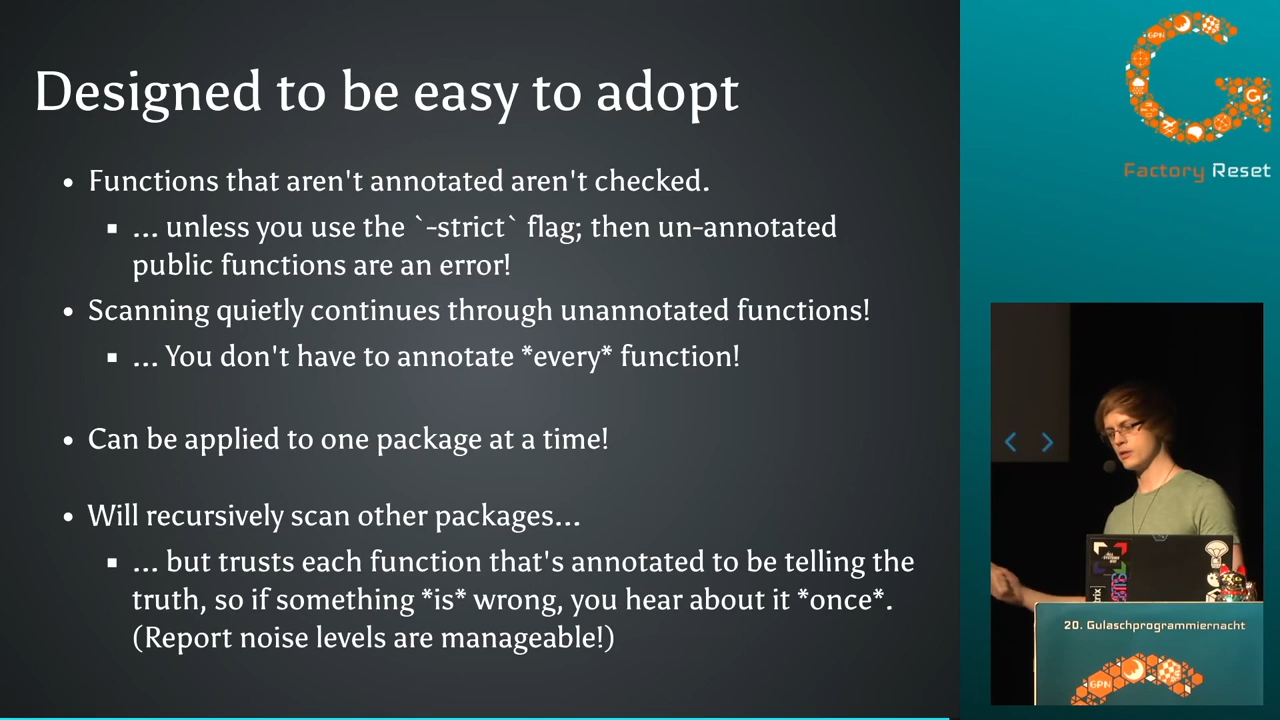 Designed to be easy to adopt
• Functions that aren't annotated aren't checked.
▪ ... unless you use the `-strict` flag; then un-annotated
public functions are an error!
• Scanning quietly continues through unannotated functions!
▪ ... You don't have to annotate *every* function!
• Can be applied to one package at a time!
• Will recursively scan other packages...
▪ ... but trusts each function that's annotated to be telling the
truth, so if something *is* wrong, you hear about it *once*.
(Report noise levels are manageable!)
GPN
G
Factory Reset
20. Gulaschprogrammiernacht
GPN